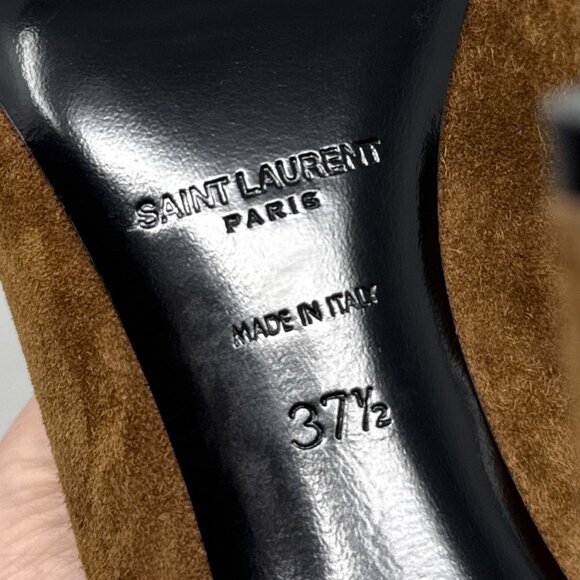 SAINT LAURENT
PARIS
MADE IN ITALY
37½